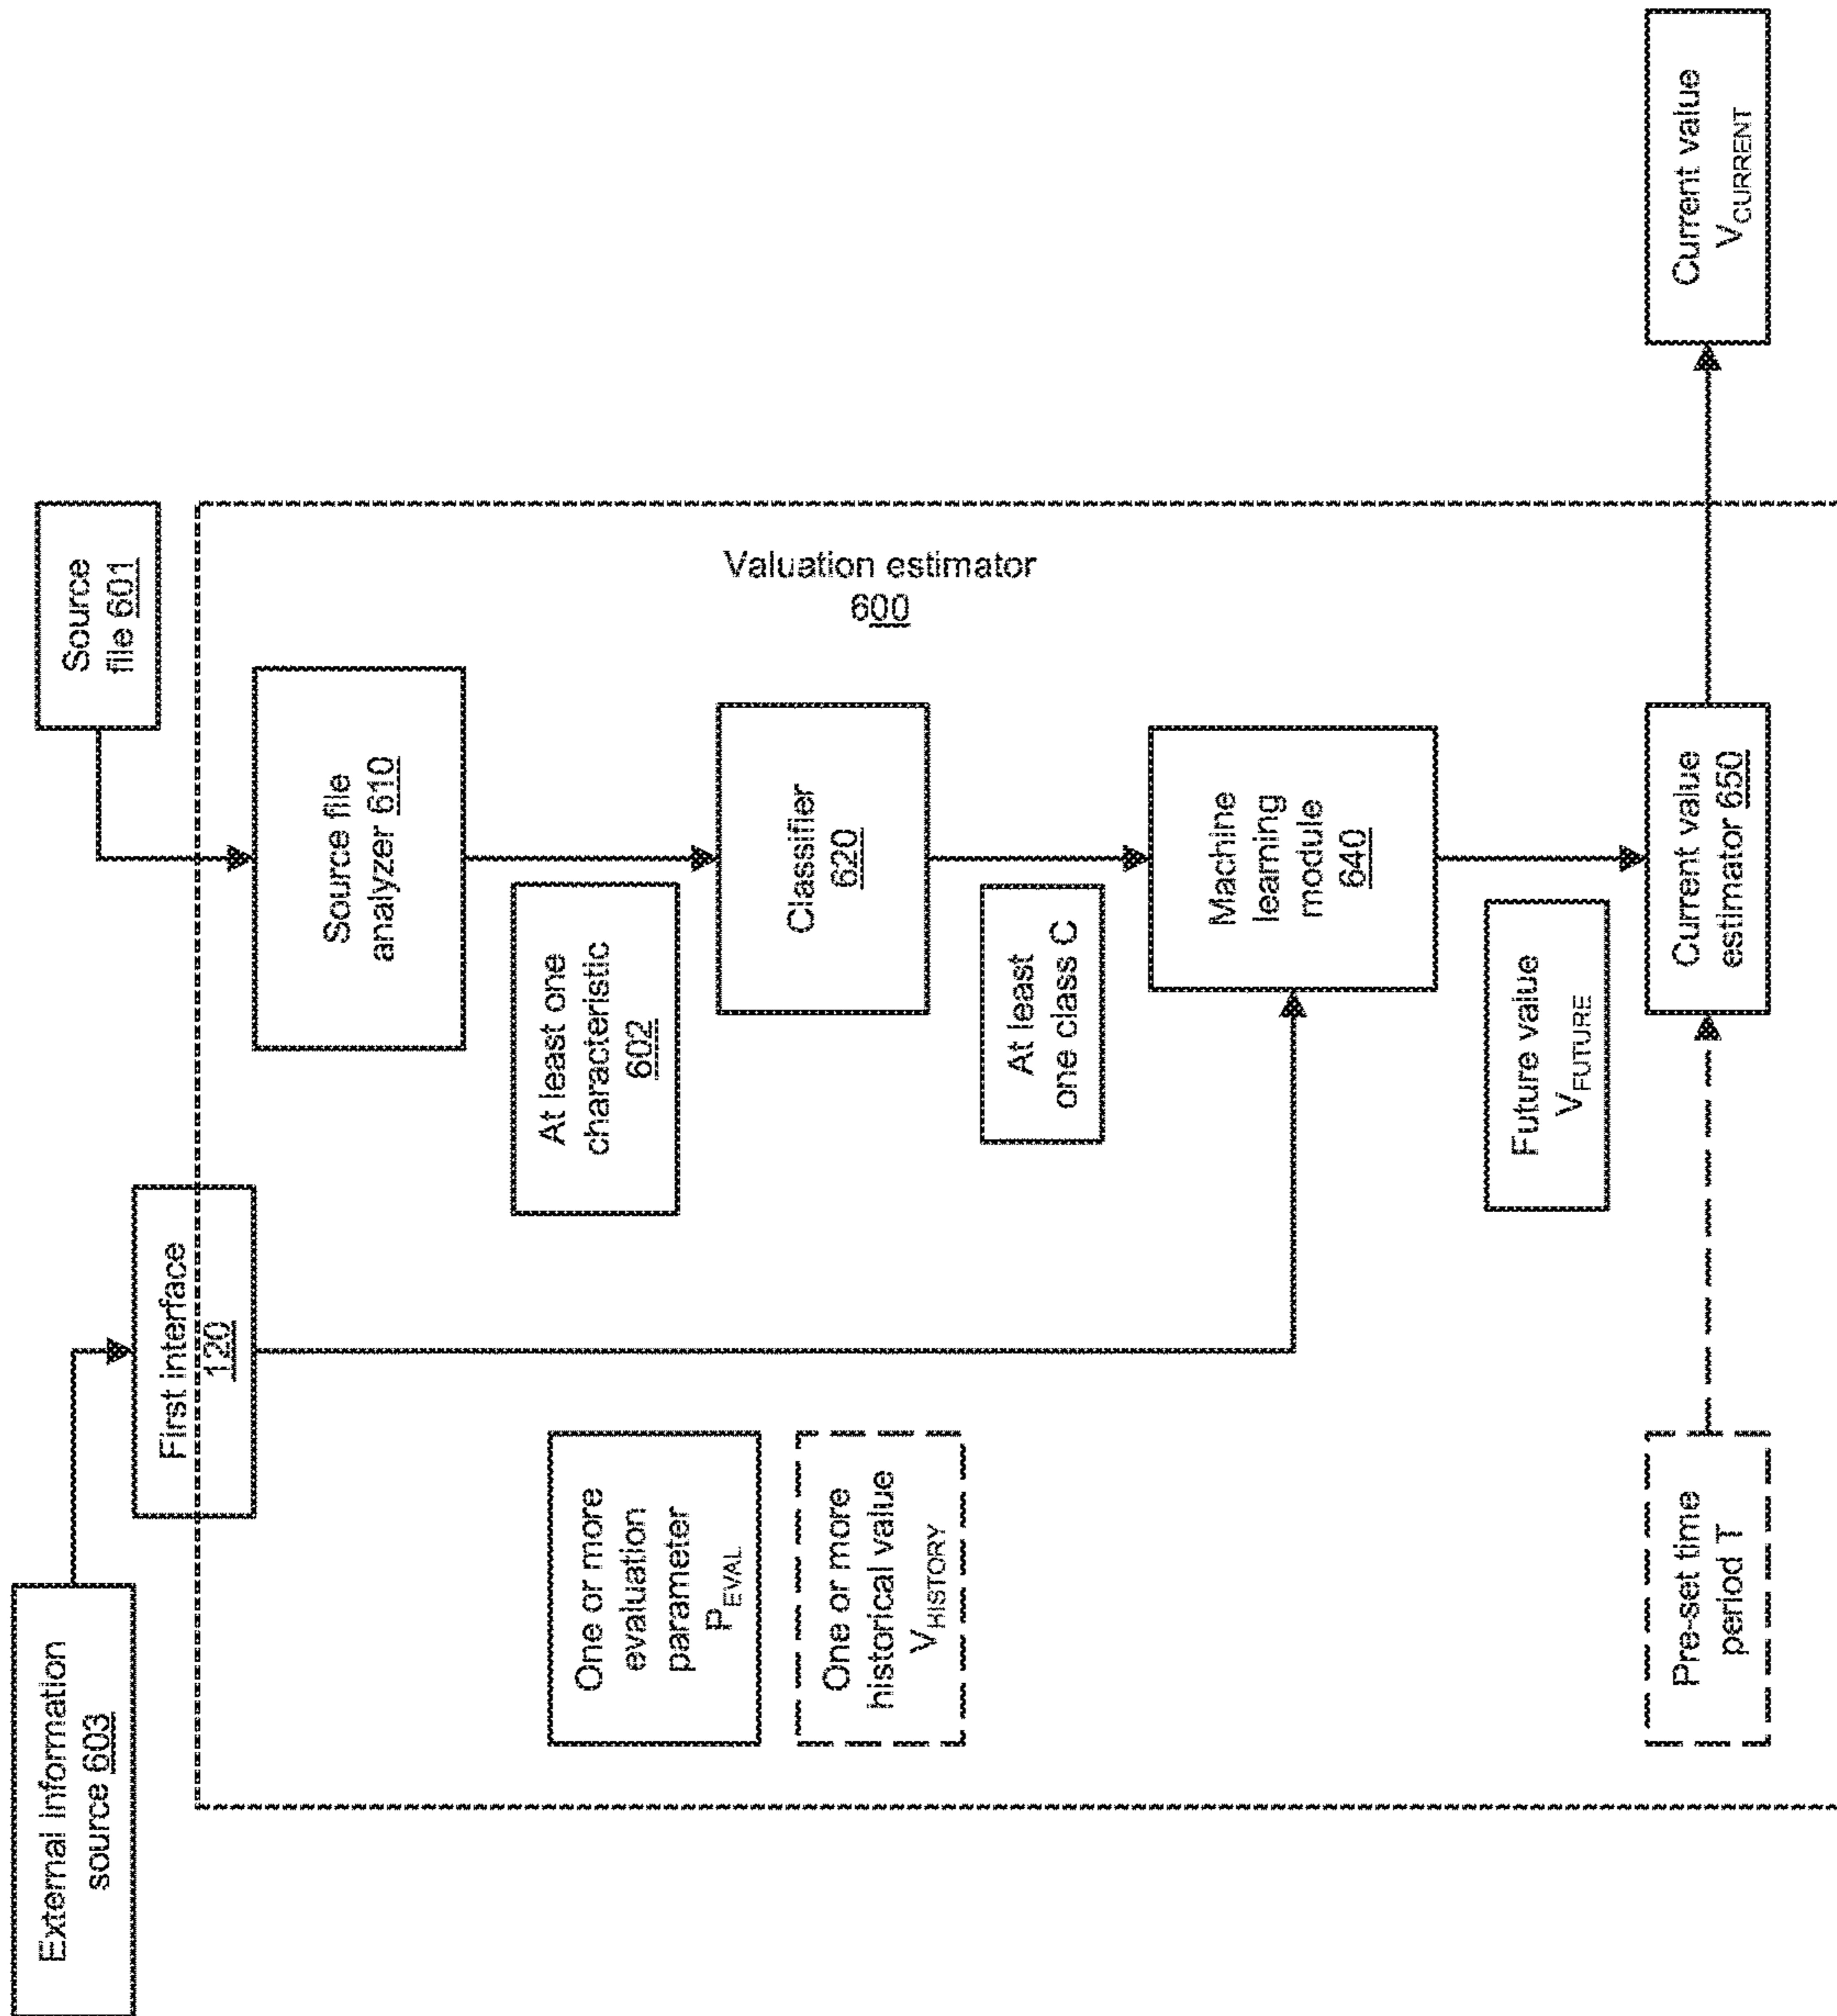 External information
source 603
First interface
120
Source
file 601
Valuation estimator
600
Source file
analyzer 610
At least one
characteristic
602
One or more
evaluation
parameter
PEVAL
Classifier
620
One or more
historical value
VHISTORY
At least
one class C
Machine
learning
module
640
Future value
VFUTURE
Pre-set time
period T
Current value
estimator 650
Current value
VCURRENT